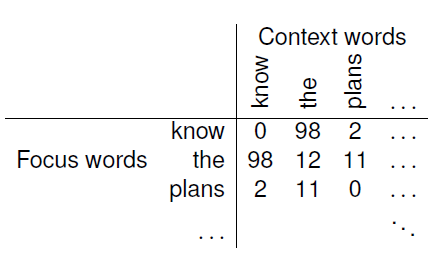 Context words
know the plans ...
know 0 98 2 ...
Focus words the 98 12 11 ...
plans 2 11 0 ...
... ⋱